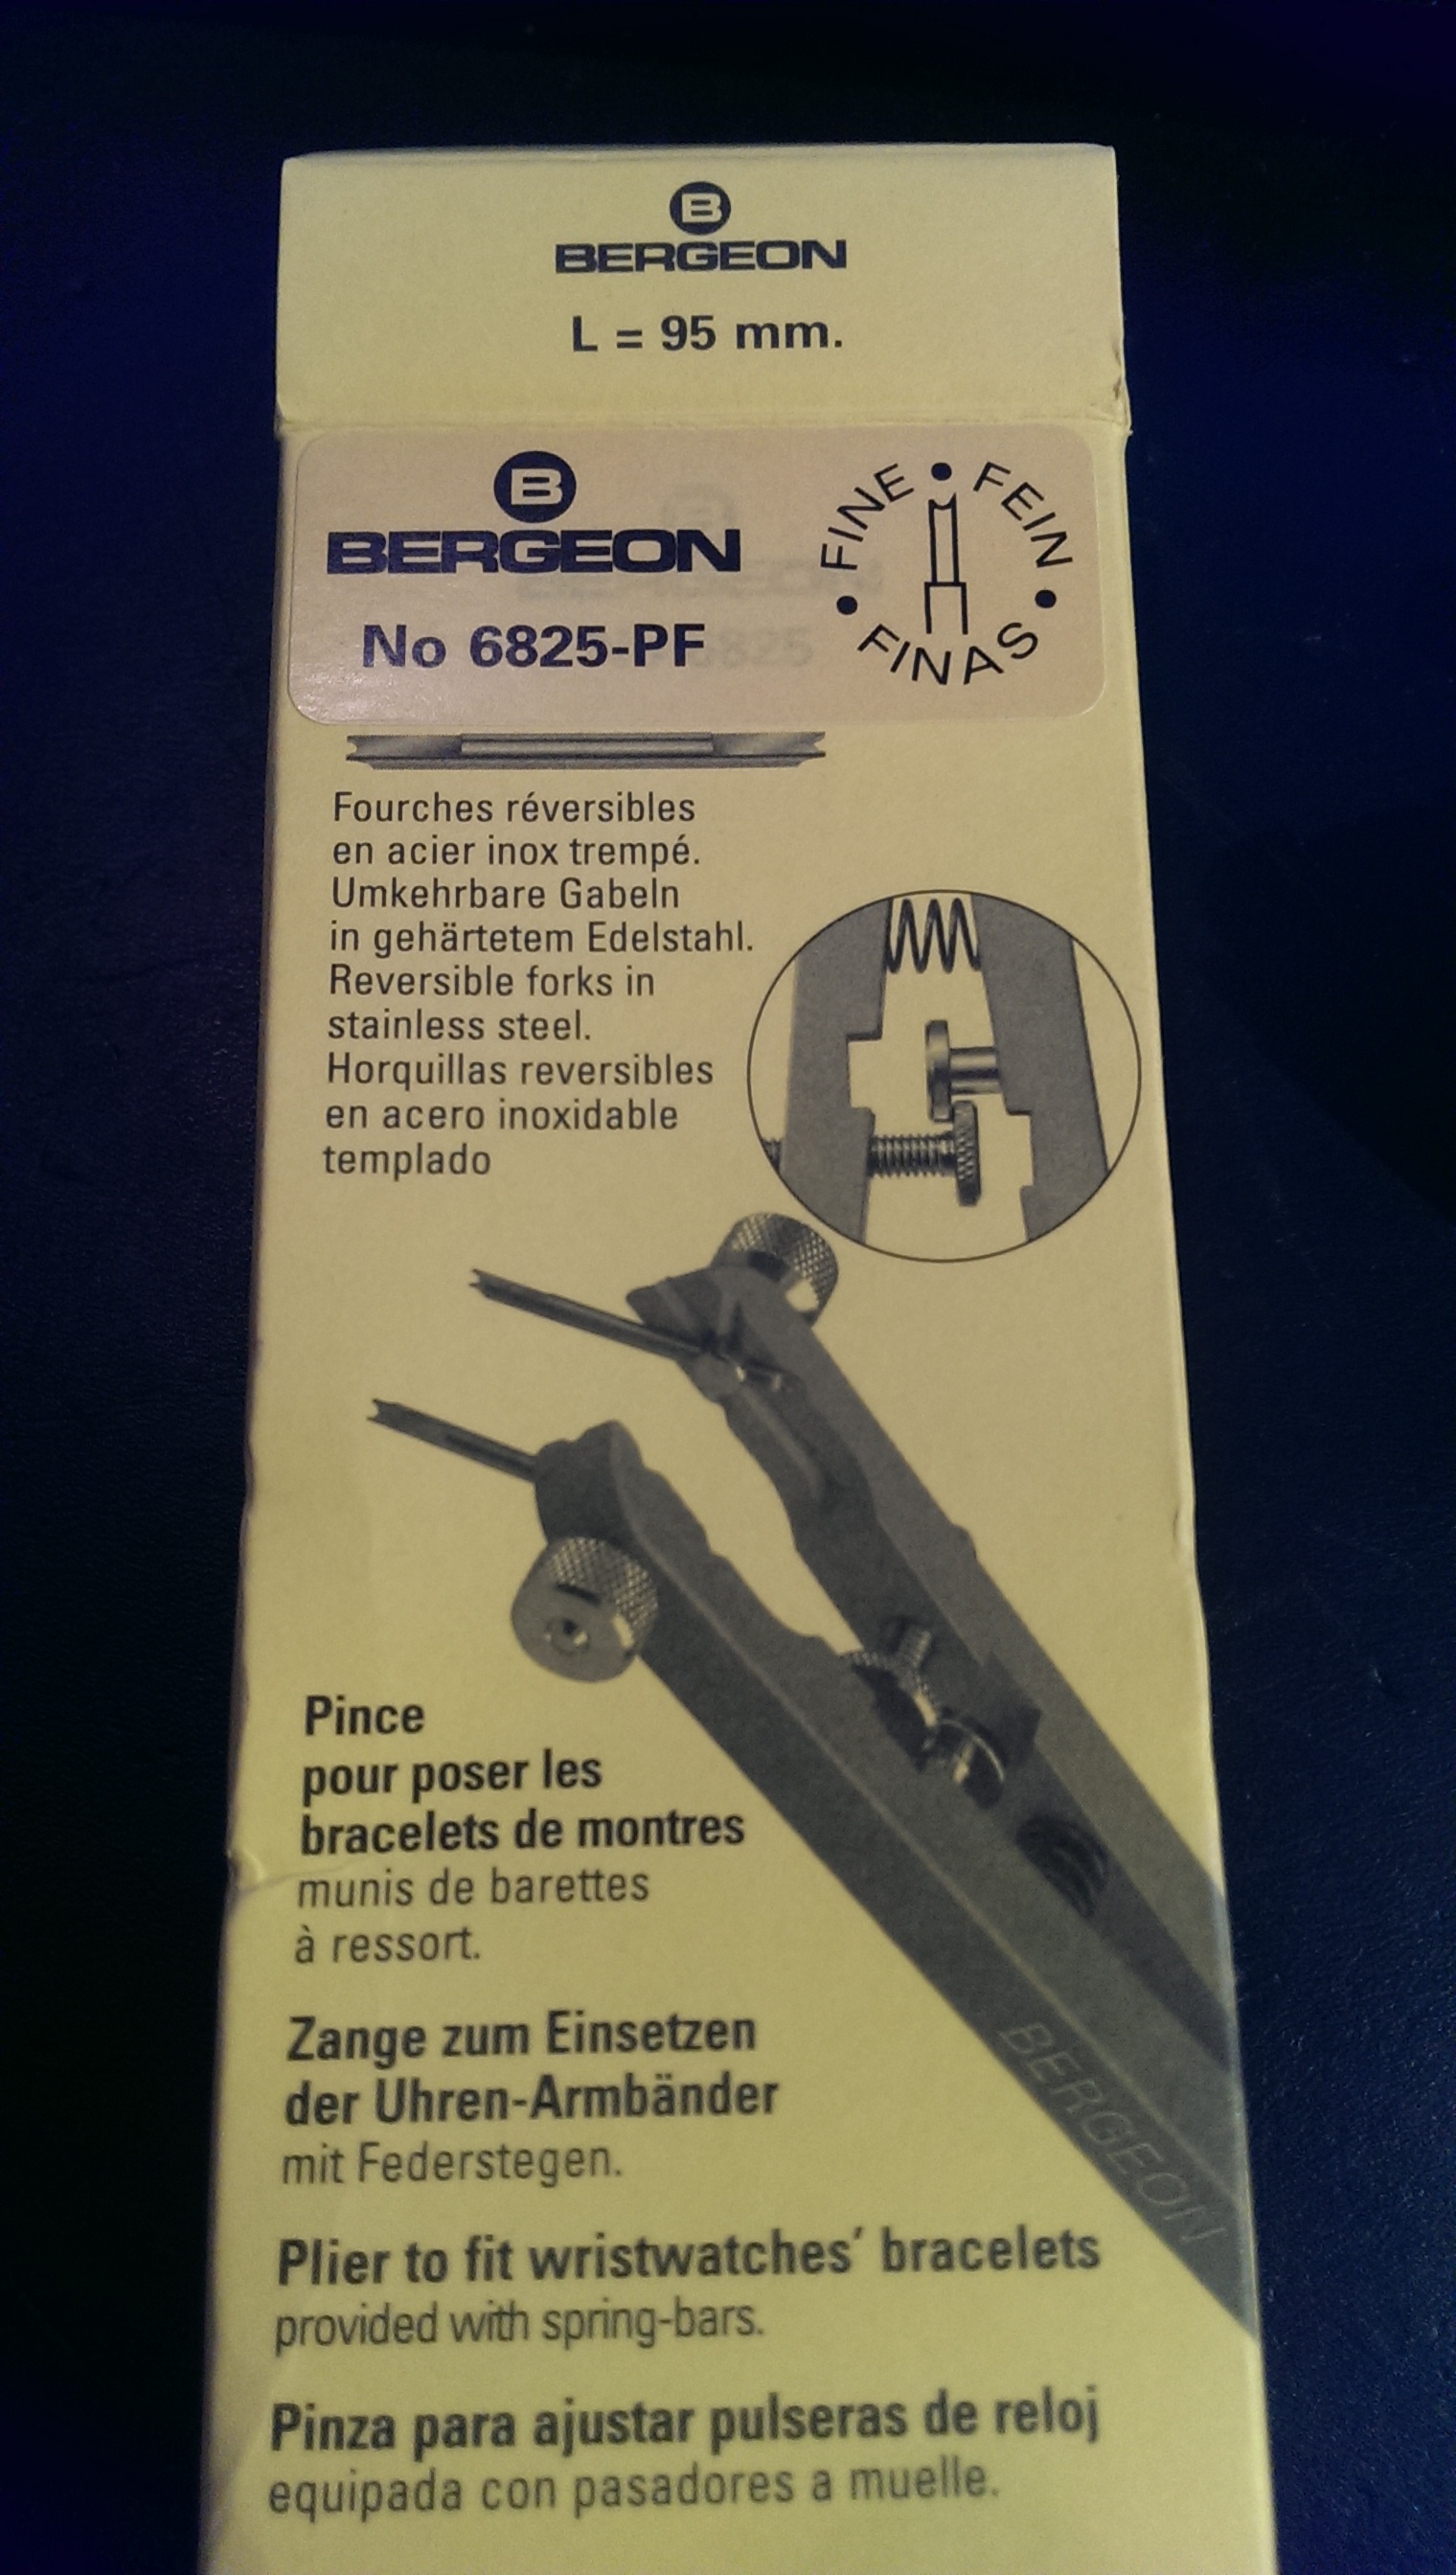 B
BERGEON
L = 95 mm.
B
BERGEON
No 6825-PF
FINE • FEIN • FINAS •
Fourches réversibles
en acier inox trempé.
Umkehrbare Gabeln
in gehärtetem Edelstahl.
Reversible forks in
stainless steel.
Horquillas reversibles
en acero inoxidable
templado
Pince
pour poser les
bracelets de montres
munis de barettes
à ressort.
Zange zum Einsetzen
der Uhren-Armbänder
mit Federstegen.
BERGEON
Plier to fit wristwatches’ bracelets
provided with spring-bars.
Pinza para ajustar pulseras de reloj
equipada con pasadores a muelle.